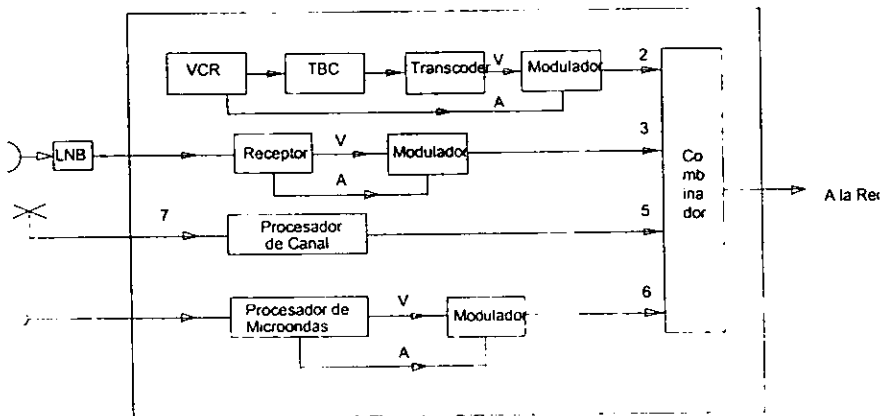 VCR
TBC
Transcoder
V
Modulador
2
A
LNB
Receptor
V
Modulador
3
A
7
Procesador
de Canal
5
Procesador de
Microondas
V
Modulador
6
A
Co
mb
ina
dor
A la Red